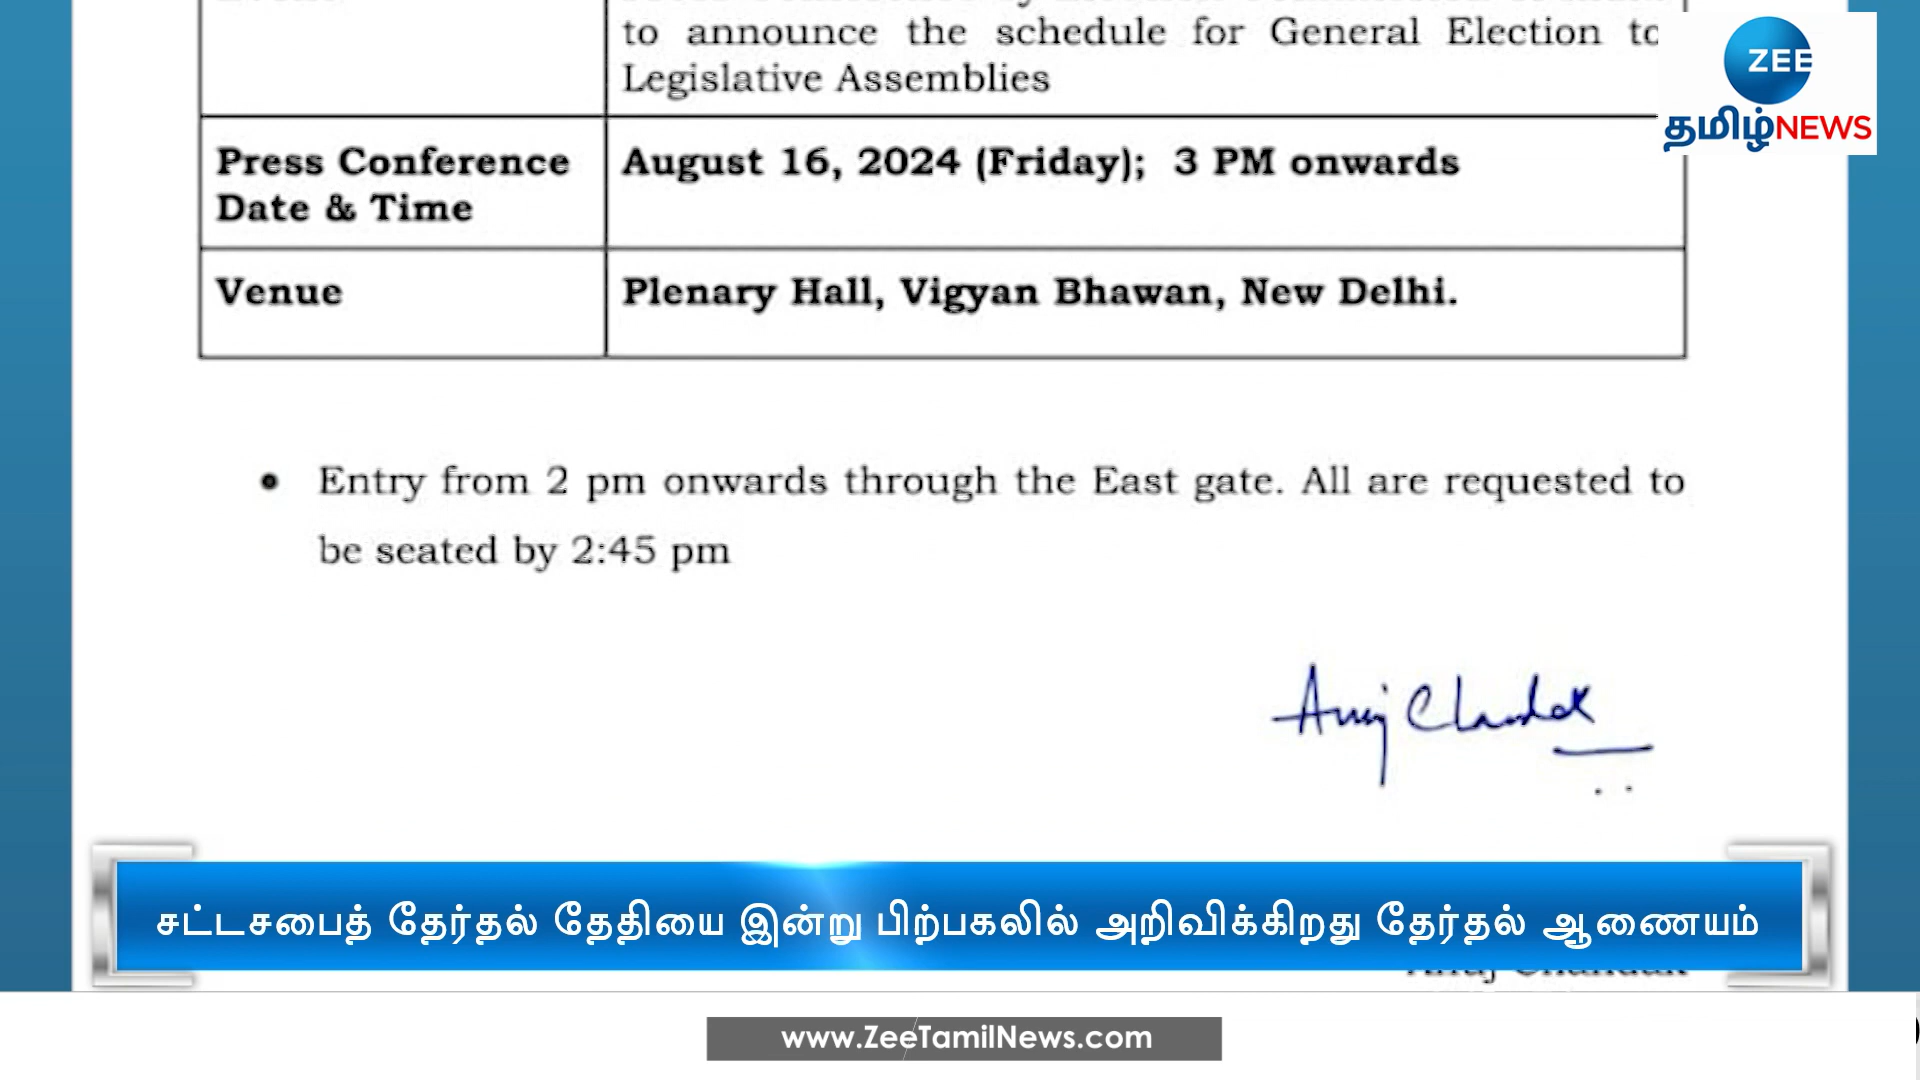 to announce the schedule for General Election to
Legislative Assemblies
ZEE
தமிழ்NEWS
Press Conference
Date & Time
August 16, 2024 (Friday); 3 PM onwards
Venue
Plenary Hall, Vigyan Bhawan, New Delhi.
• Entry from 2 pm onwards through the East gate. All are requested to
be seated by 2:45 pm
Anuj Chandak
சட்டசபைத் தேர்தல் தேதியை இன்று பிற்பகலில் அறிவிக்கிறது தேர்தல் ஆணையம்
www.ZeeTamilNews.com